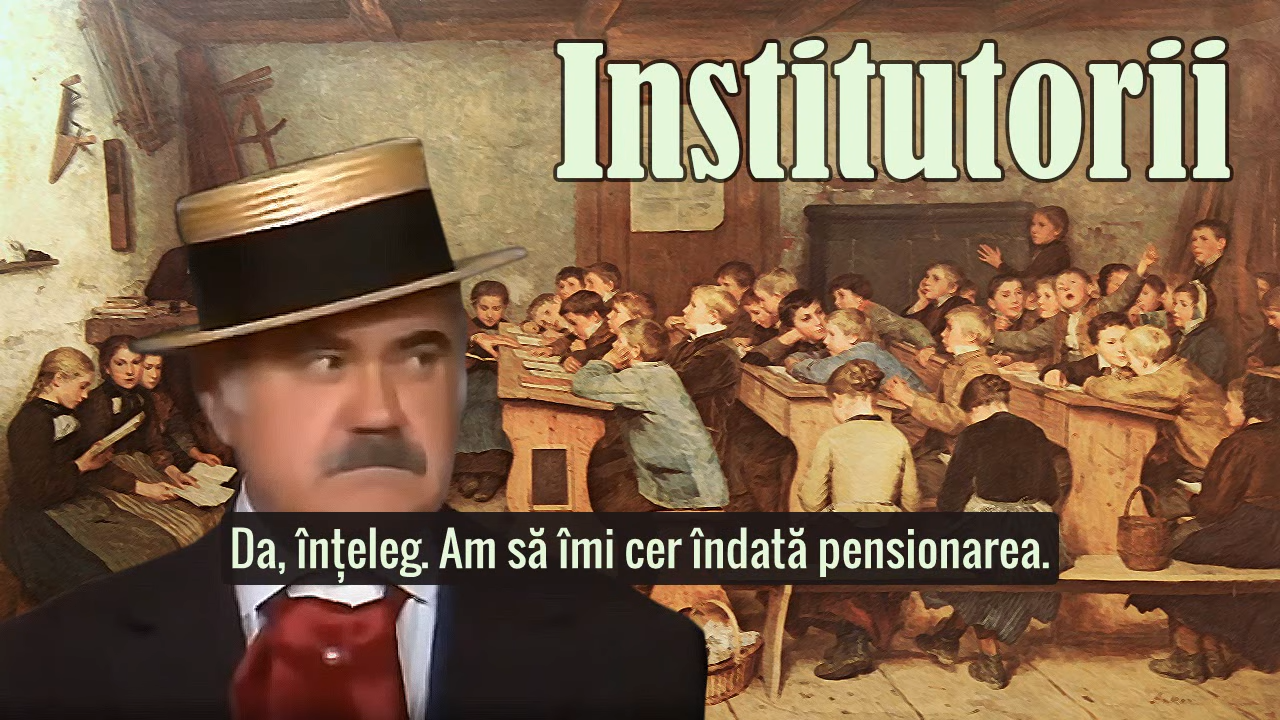 Institutorii
Da, înțeleg. Am să îmi cer îndată pensionarea.